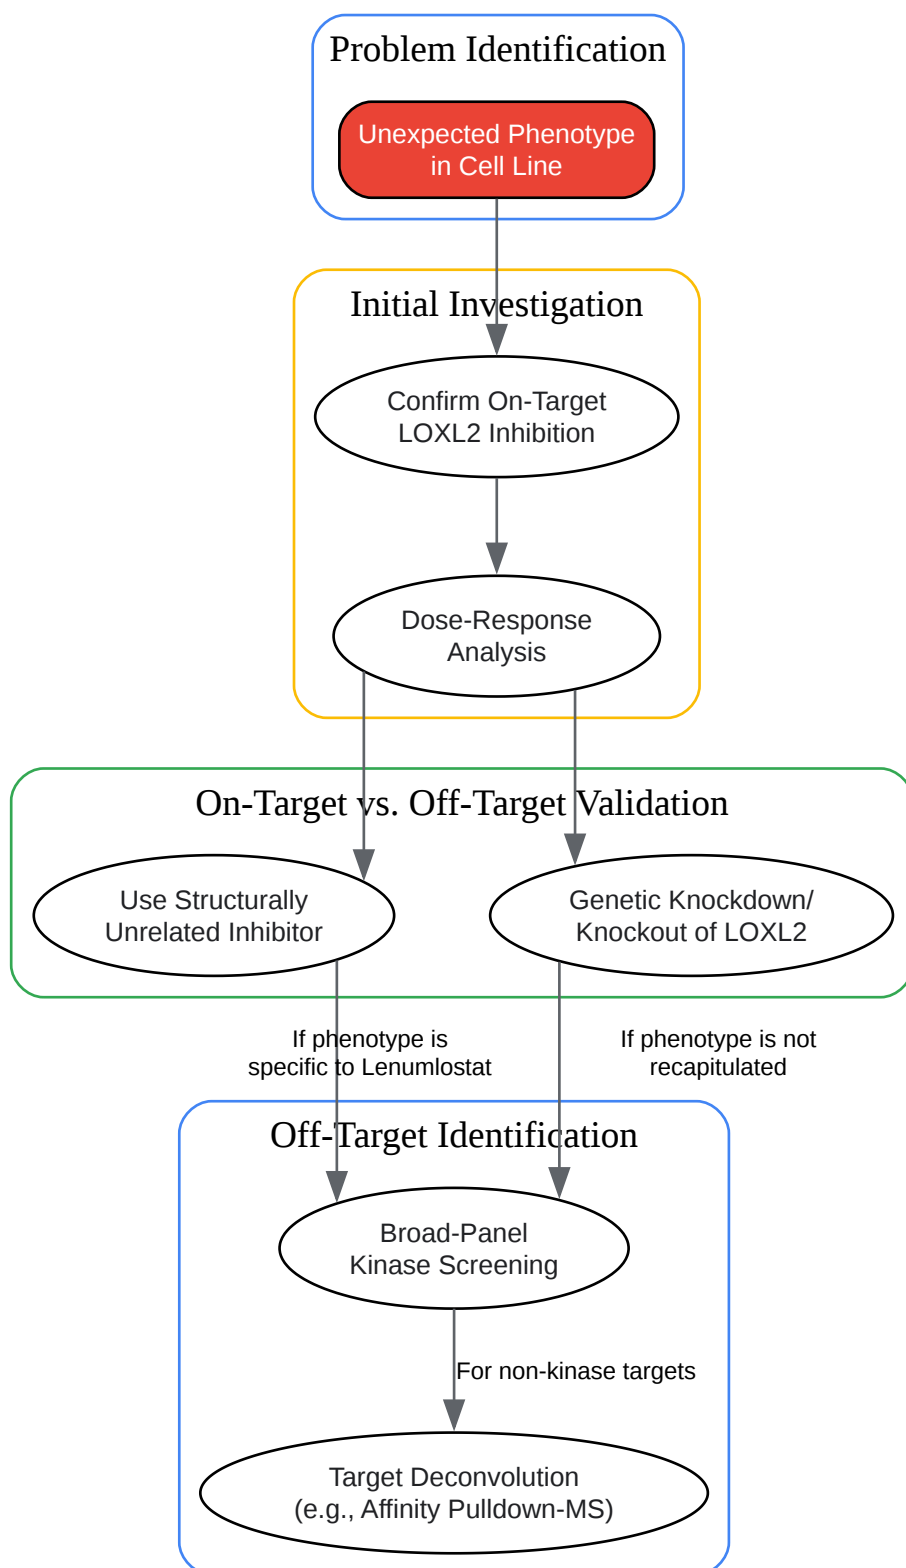 Problem Identification
Unexpected Phenotype
in Cell Line
Initial Investigation
Confirm On-Target
LOXL2 Inhibition
Dose-Response
Analysis
On-Target vs. Off-Target Validation
Use Structurally
Unrelated Inhibitor
Genetic Knockdown/
Knockout of LOXL2
If phenotype is
specific to Lenumlostat
If phenotype is not
recapitulated
Off-Target Identification
Broad-Panel
Kinase Screening
For non-kinase targets
Target Deconvolution
(e.g., Affinity Pulldown-MS)